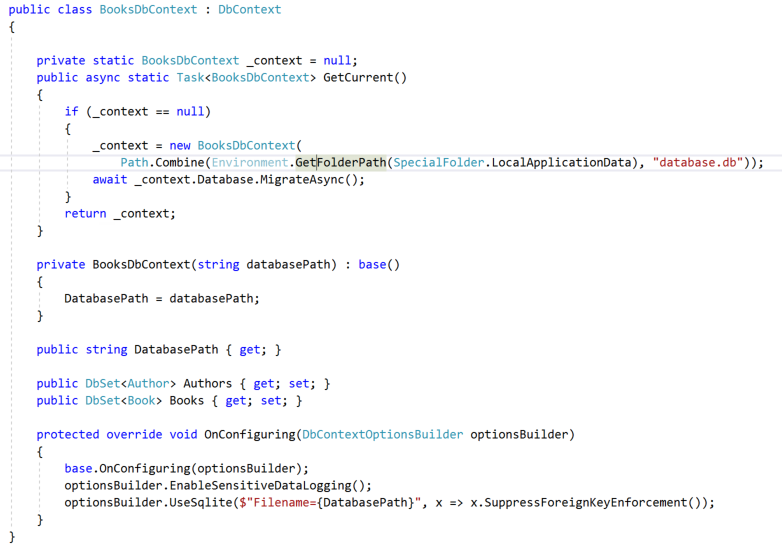 public class BooksDbContext : DbContext
{
private static BooksDbContext _context = null;
public async static Task<BooksDbContext> GetCurrent()
{
if (_context == null)
{
_context = new BooksDbContext(
Path.Combine(Environment.GetFolderPath(SpecialFolder.LocalApplicationData), "database.db"));
await _context.Database.MigrateAsync();
}
return _context;
}
private BooksDbContext(string databasePath) : base()
{
DatabasePath = databasePath;
}
public string DatabasePath { get; }
public DbSet<Author> Authors { get; set; }
public DbSet<Book> Books { get; set; }
protected override void OnConfiguring(DbContextOptionsBuilder optionsBuilder)
{
base.OnConfiguring(optionsBuilder);
optionsBuilder.EnableSensitiveDataLogging();
optionsBuilder.UseSqlite($"Filename={DatabasePath}", x => x.SuppressForeignKeyEnforcement());
}
}